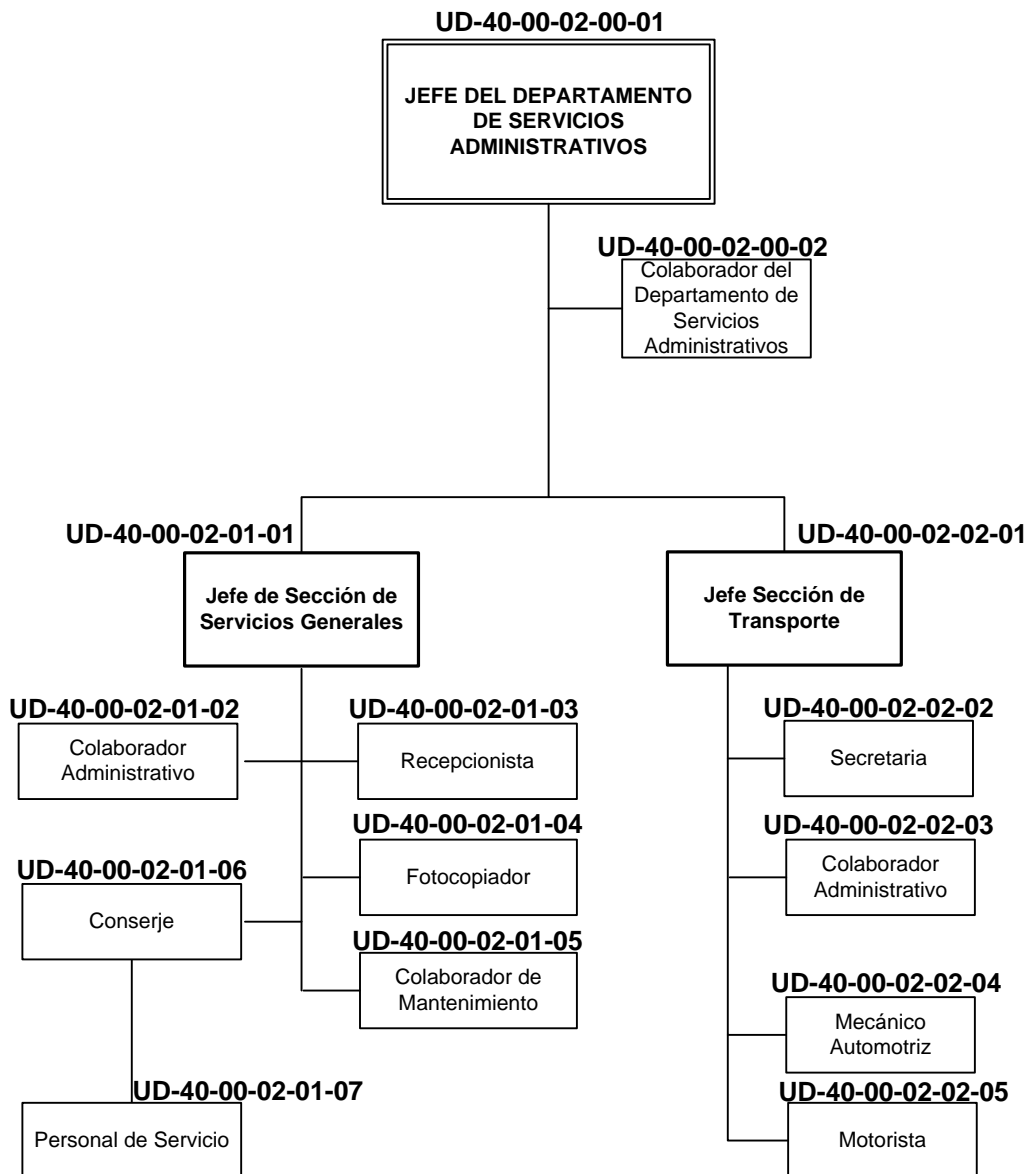 UD-40-00-02-00-01
JEFE DEL DEPARTAMENTO
DE SERVICIOS
ADMINISTRATIVOS
UD-40-00-02-00-02
Colaborador del
Departamento de
Servicios
Administrativos
UD-40-00-02-01-01
Jefe de Sección de
Servicios Generales
UD-40-00-02-02-01
Jefe Sección de
Transporte
UD-40-00-02-01-02
Colaborador
Administrativo
UD-40-00-02-01-03
Recepcionista
UD-40-00-02-01-04
Fotocopiador
UD-40-00-02-01-06
Conserje
UD-40-00-02-01-05
Colaborador de
Mantenimiento
UD-40-00-02-01-07
Personal de Servicio
UD-40-00-02-02-02
Secretaria
UD-40-00-02-02-03
Colaborador
Administrativo
UD-40-00-02-02-04
Mecánico
Automotriz
UD-40-00-02-02-05
Motorista